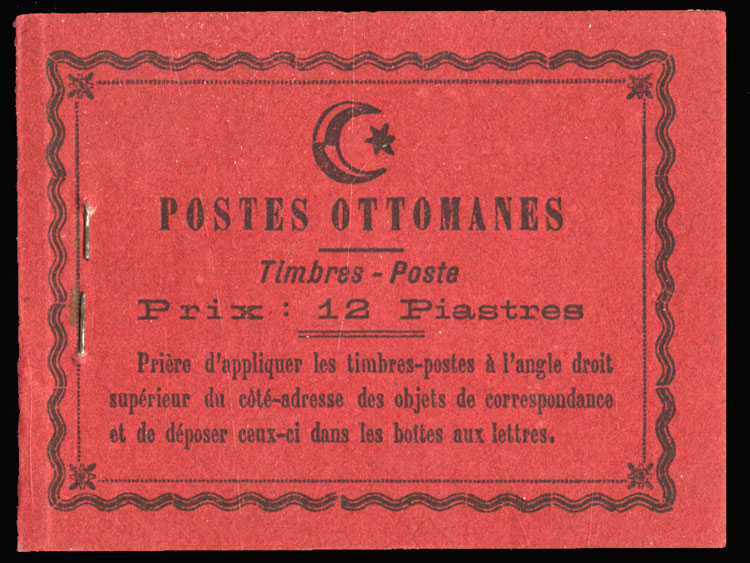 POSTES OTTOMANES
Timbres - Poste
Prix : 12 Piastres
Prière d'appliquer les timbres-postes à l'angle droit
supérieur du côté-adresse des objets de correspondance
et de déposer ceux-ci dans les boîtes aux lettres.